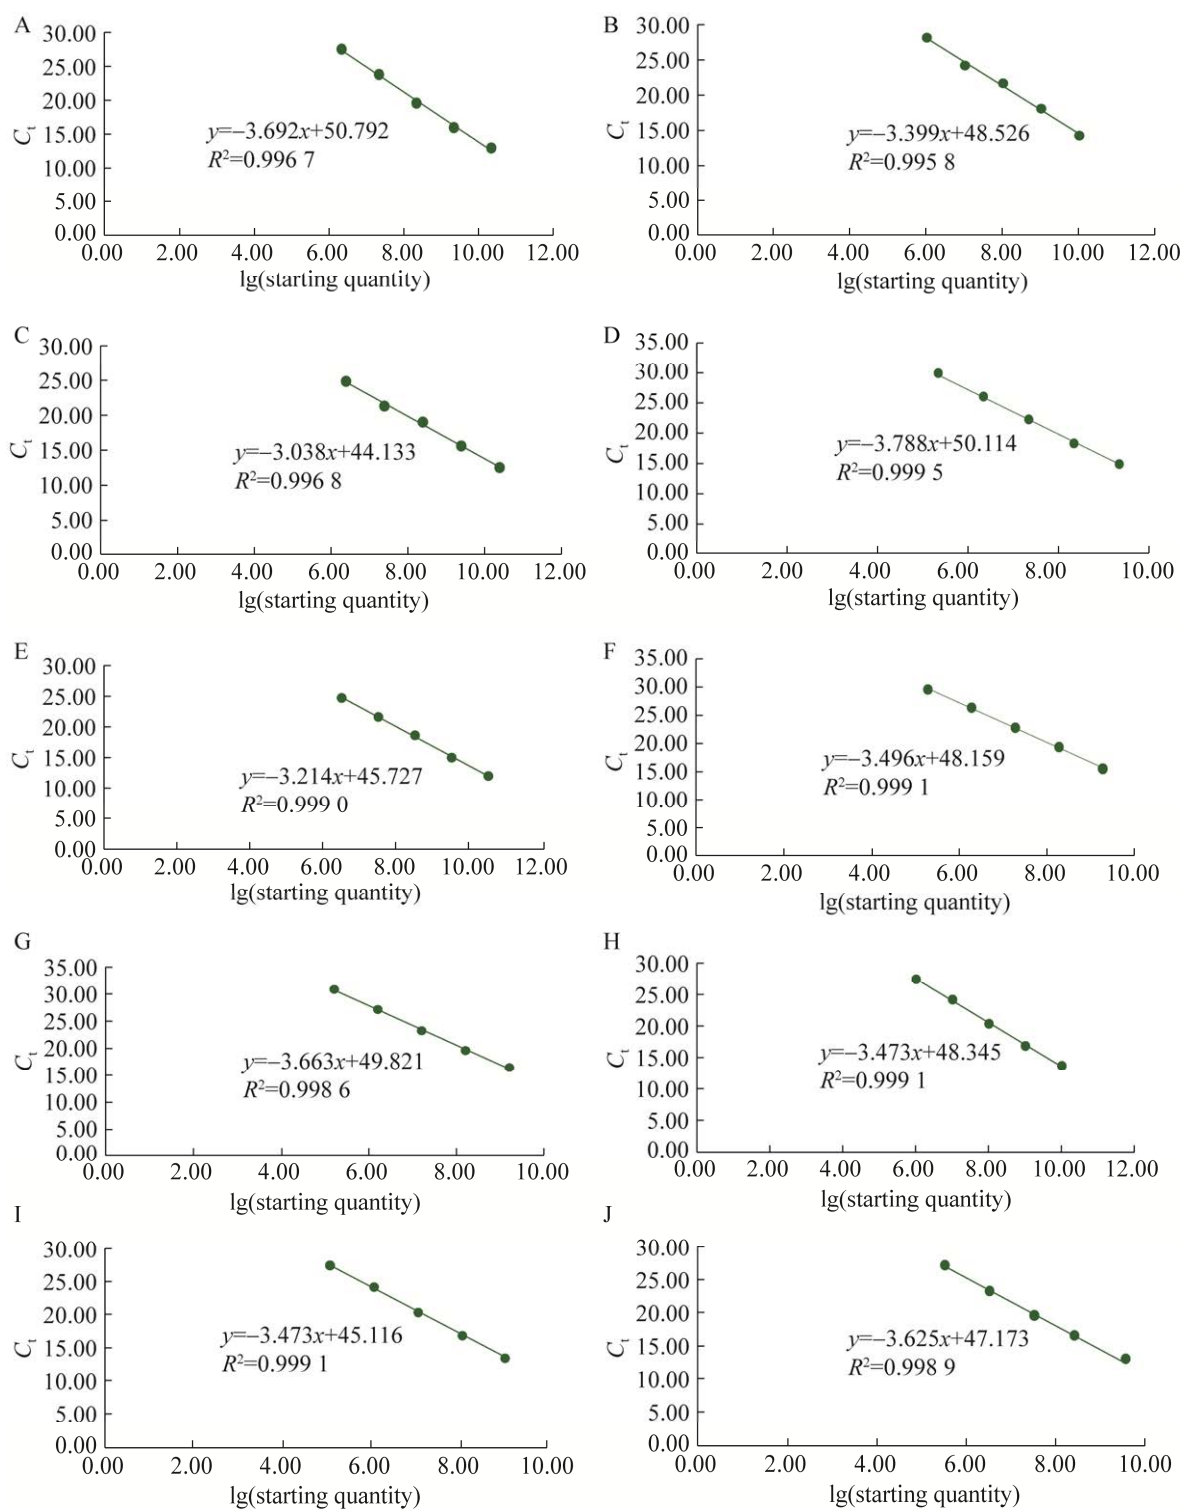 A
30.00
25.00
20.00
15.00
10.00
5.00
0.00
Ct
y=−3.692x+50.792
R²=0.996 7
0.00 2.00 4.00 6.00 8.00 10.00 12.00
lg(starting quantity)
B
30.00
25.00
20.00
15.00
10.00
5.00
0.00
Ct
y=−3.399x+48.526
R²=0.995 8
0.00 2.00 4.00 6.00 8.00 10.00 12.00
lg(starting quantity)
C
30.00
25.00
20.00
15.00
10.00
5.00
0.00
Ct
y=−3.038x+44.133
R²=0.996 8
0.00 2.00 4.00 6.00 8.00 10.00 12.00
lg(starting quantity)
D
35.00
30.00
25.00
20.00
15.00
10.00
5.00
0.00
Ct
y=−3.788x+50.114
R²=0.999 5
0.00 2.00 4.00 6.00 8.00 10.00
lg(starting quantity)
E
30.00
25.00
20.00
15.00
10.00
5.00
0.00
Ct
y=−3.214x+45.727
R²=0.999 0
0.00 2.00 4.00 6.00 8.00 10.00 12.00
lg(starting quantity)
F
35.00
30.00
25.00
20.00
15.00
10.00
5.00
0.00
Ct
y=−3.496x+48.159
R²=0.999 1
0.00 2.00 4.00 6.00 8.00 10.00
lg(starting quantity)
G
35.00
30.00
25.00
20.00
15.00
10.00
5.00
0.00
Ct
y=−3.663x+49.821
R²=0.998 6
0.00 2.00 4.00 6.00 8.00 10.00
lg(starting quantity)
H
30.00
25.00
20.00
15.00
10.00
5.00
0.00
Ct
y=−3.473x+48.345
R²=0.999 1
0.00 2.00 4.00 6.00 8.00 10.00 12.00
lg(starting quantity)
I
30.00
25.00
20.00
15.00
10.00
5.00
0.00
Ct
y=−3.473x+45.116
R²=0.999 1
0.00 2.00 4.00 6.00 8.00 10.00
lg(starting quantity)
J
30.00
25.00
20.00
15.00
10.00
5.00
0.00
Ct
y=−3.625x+47.173
R²=0.998 9
0.00 2.00 4.00 6.00 8.00 10.00
lg(starting quantity)